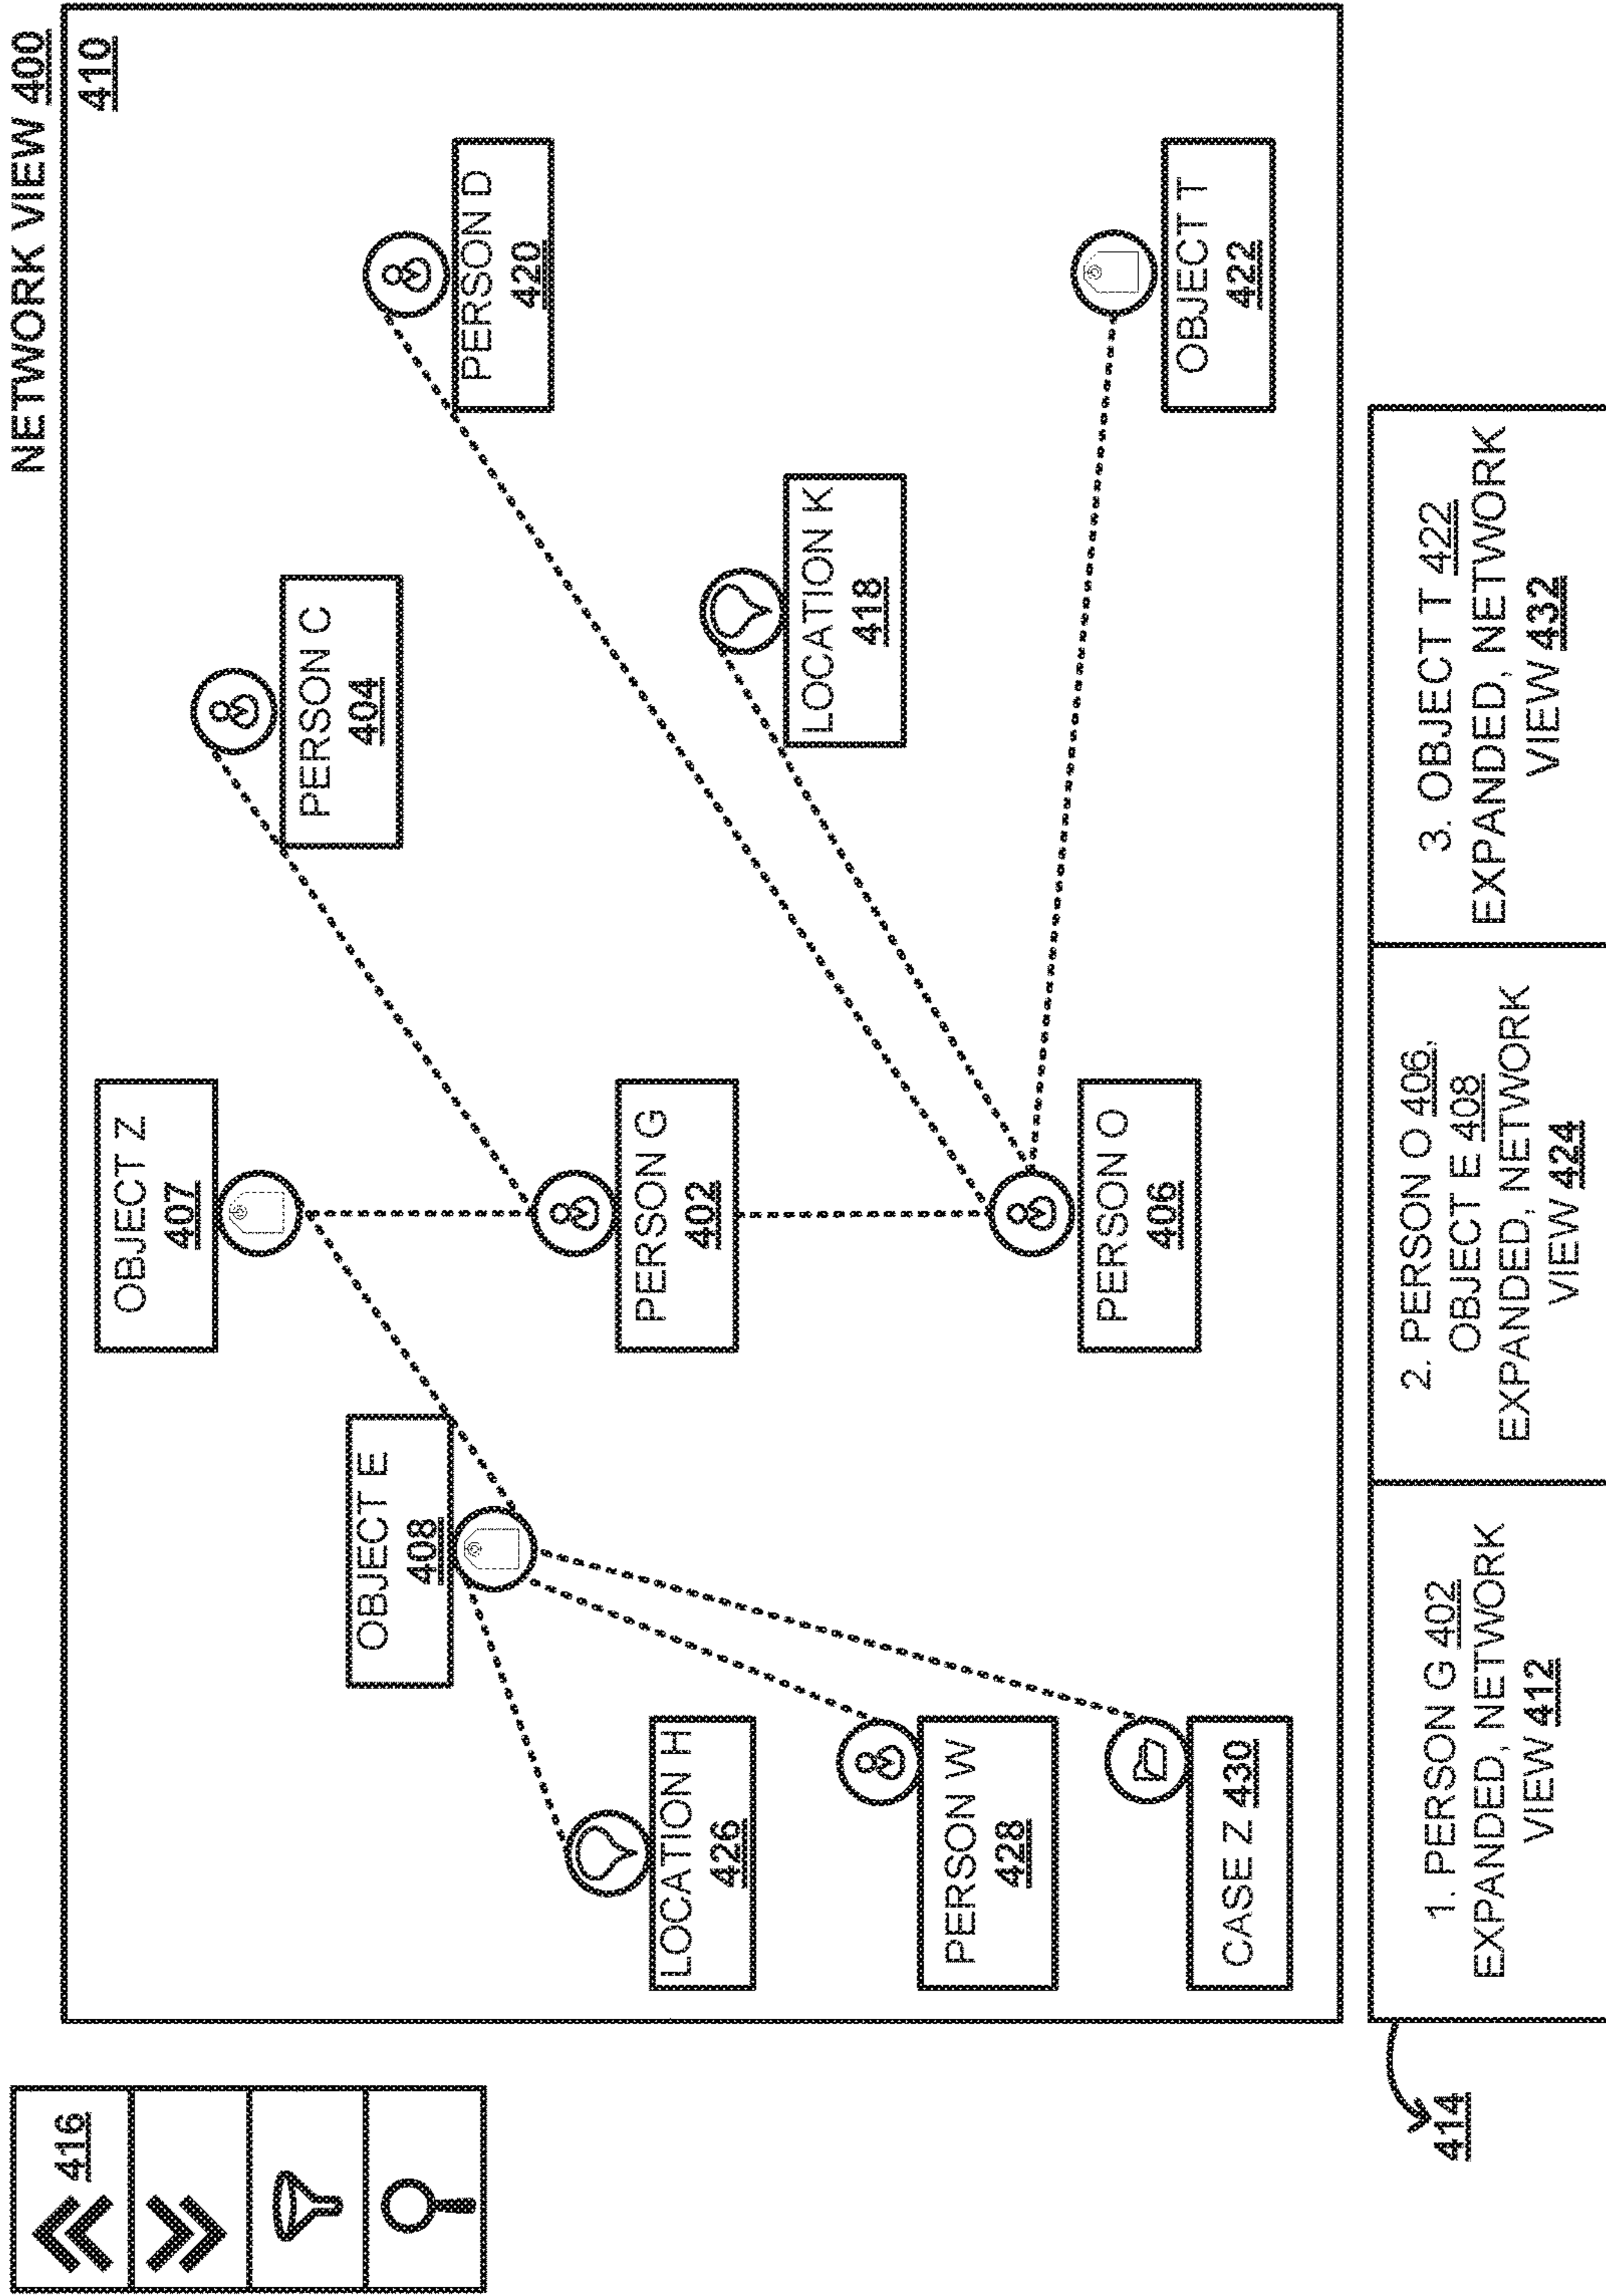 NETWORK VIEW 400
410
416
OBJECT Z
407
PERSON C
404
OBJECT E
408
PERSON D
420
LOCATION H
426
PERSON G
402
LOCATION K
418
PERSON W
428
CASE Z 430
PERSON O
406
OBJECT T
422
414
1. PERSON G 402
EXPANDED, NETWORK
VIEW 412
2. PERSON O 406,
OBJECT E 408
EXPANDED, NETWORK
VIEW 424
3. OBJECT T 422
EXPANDED, NETWORK
VIEW 432